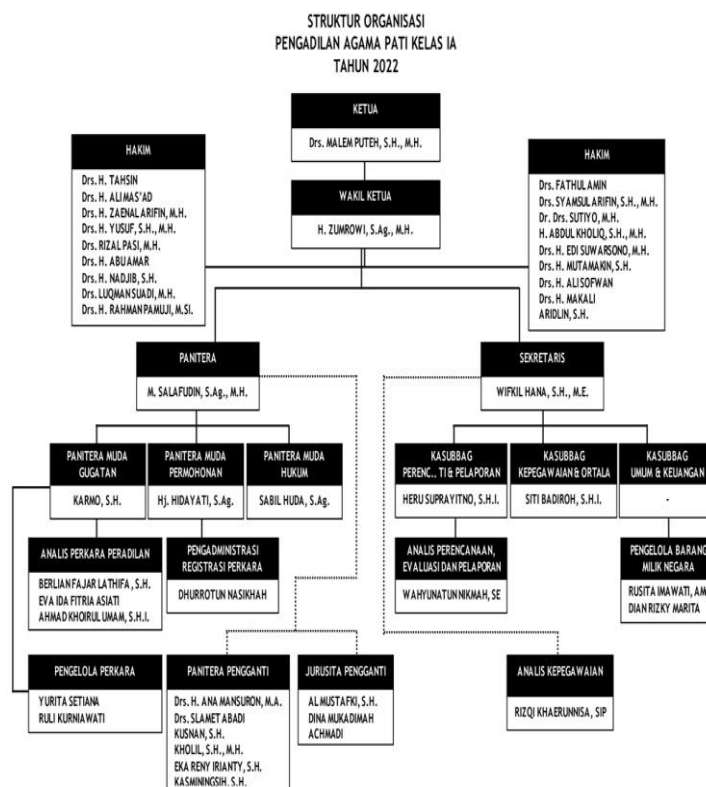 STRUKTUR ORGANISASI
PENGADILAN AGAMA PATI KELAS IA
TAHUN 2022
KETUA
Drs. MALEM PUTEH, S.H., M.H.
HAKIM
Drs. H. TAHSIN
Drs. H. ALI MAS'AD
Drs. H. ZAENAL ARIFIN, M.H.
Drs. H. YUSUF, S.H., M.H.
Drs. RIZAL PASI, M.H.
Drs. H. ABU AMAR
Drs. H. NADJIB, S.H.
Drs. LUQMAN SUADI, M.H.
Drs. H. RAHMAN PAMUJI, M.SI.
WAKIL KETUA
H. ZUMROWI, S.Ag., M.H.
HAKIM
Drs. FATHUL AMIN
Drs. SYAMSUL ARIFIN, S.H., M.H.
Dr. Drs. SUTIYO, M.H.
H. ABDUL KHOLIQ, S.H., M.H.
Drs. H. EDI SUWARSONO, M.H.
Drs. H. MUTAMAKIN, S.H.
Drs. H. ALI SOFWAN
Drs. H. MAKALI
ARIDLIN, S.H.
PANITERA
M. SALAFUDIN, S.Ag., M.H.
SEKRETARIS
WIFKIL HANA, S.H., M.E.
PANITERA MUDA
GUGATAN
KARMO, S.H.
PANITERA MUDA
PERMOHONAN
Hj. HIDAYATI, S.Ag.
PANITERA MUDA
HUKUM
SABIL HUDA, S.Ag.
KASUBBAG
PERENC... TI & PELAPORAN
HERU SUPRAYITNO, S.H.I.
KASUBBAG
KEPEGAWAIAN & ORTALA
SITI BADIROH, S.H.I.
KASUBBAG
UMUM & KEUANGAN
-
ANALIS PERKARA PERADILAN
BERLIAN FAJAR LATHIFA, S.H.
EVA IDA FITRIA ASIATI
AHMAD KHOIRUL UMAM, S.H.I.
PENGADMINISTRASI
REGISTRASI PERKARA
DHURROTUN NASIKHAH
ANALIS PERENCANAAN,
EVALUASI DAN PELAPORAN
WAHYUNATUN NIKMAH, SE
PENGELOLA BARANG
MILIK NEGARA
RUSITA IMAWATI, AM
DIAN RIZKY MARITA
PENGELOLA PERKARA
YURITA SETIANA
RULI KURNIAWATI
PANITERA PENGGANTI
Drs. H. ANA MANSURON, M.A.
Drs. SLAMET ABADI
KUSNAN, S.H.
KHOLIL, S.H., M.H.
EKA RENY IRIANTY, S.H.
KASMININGSIH, S.H.
JURUSITA PENGGANTI
AL MUSTAFKI, S.H.
DINA MUKADIMAH
ACHMADI
ANALIS KEPEGAWAIAN
RIZQI KHAERUNNISA, SIP